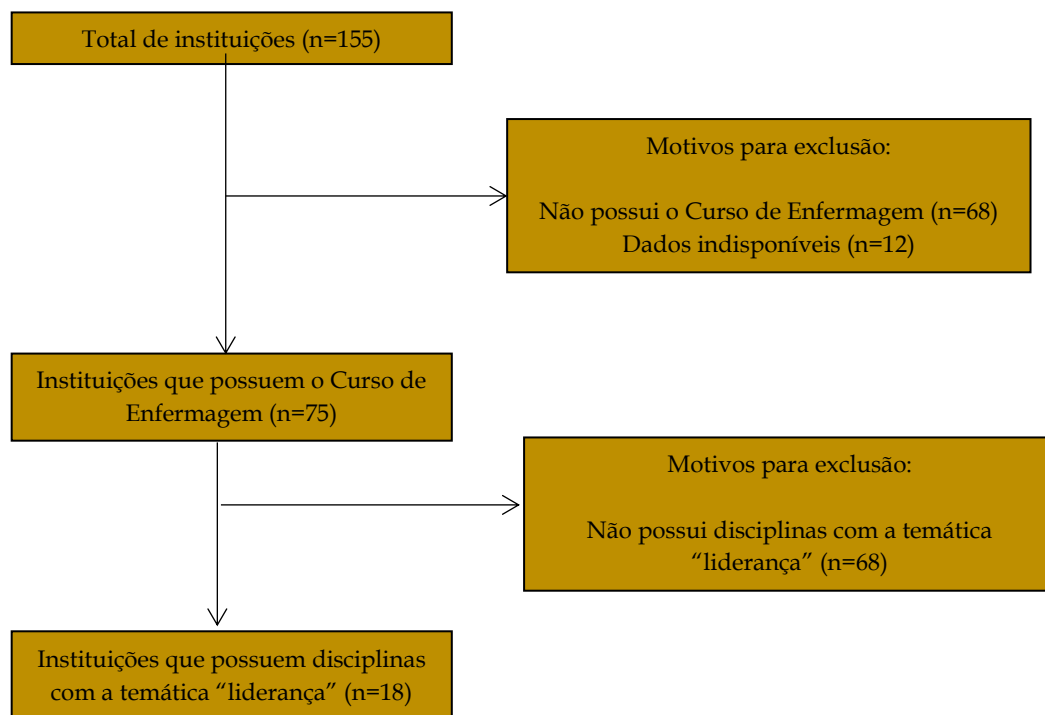 Total de instituições (n=155)
Motivos para exclusão:
Não possui o Curso de Enfermagem (n=68)
Dados indisponíveis (n=12)
Instituições que possuem o Curso de
Enfermagem (n=75)
Motivos para exclusão:
Não possui disciplinas com a temática
“liderança” (n=68)
Instituições que possuem disciplinas
com a temática “liderança” (n=18)